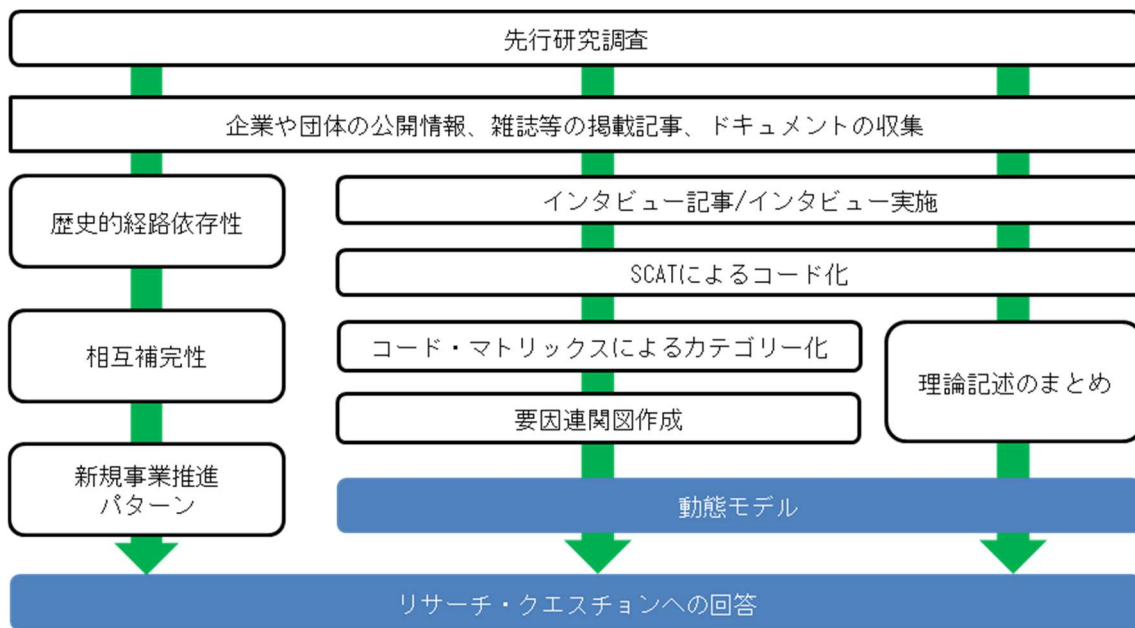 先行研究調査
企業や団体の公開情報、雑誌等の掲載記事、ドキュメントの収集
歴史的経路依存性
相互補完性
新規事業推進
パターン
インタビュー記事/インタビュー実施
SCATによるコード化
コード・マトリックスによるカテゴリー化
要因連関図作成
理論記述のまとめ
動態モデル
リサーチ・クエスチョンへの回答